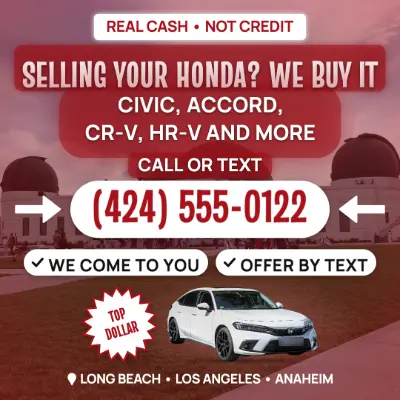 REAL CASH • NOT CREDIT
SELLING YOUR HONDA? WE BUY IT
CIVIC, ACCORD,
CR-V, HR-V AND MORE
CALL OR TEXT
(424) 555-0122
✓ WE COME TO YOU
✓ OFFER BY TEXT
TOP
DOLLAR
LONG BEACH • LOS ANGELES • ANAHEIM